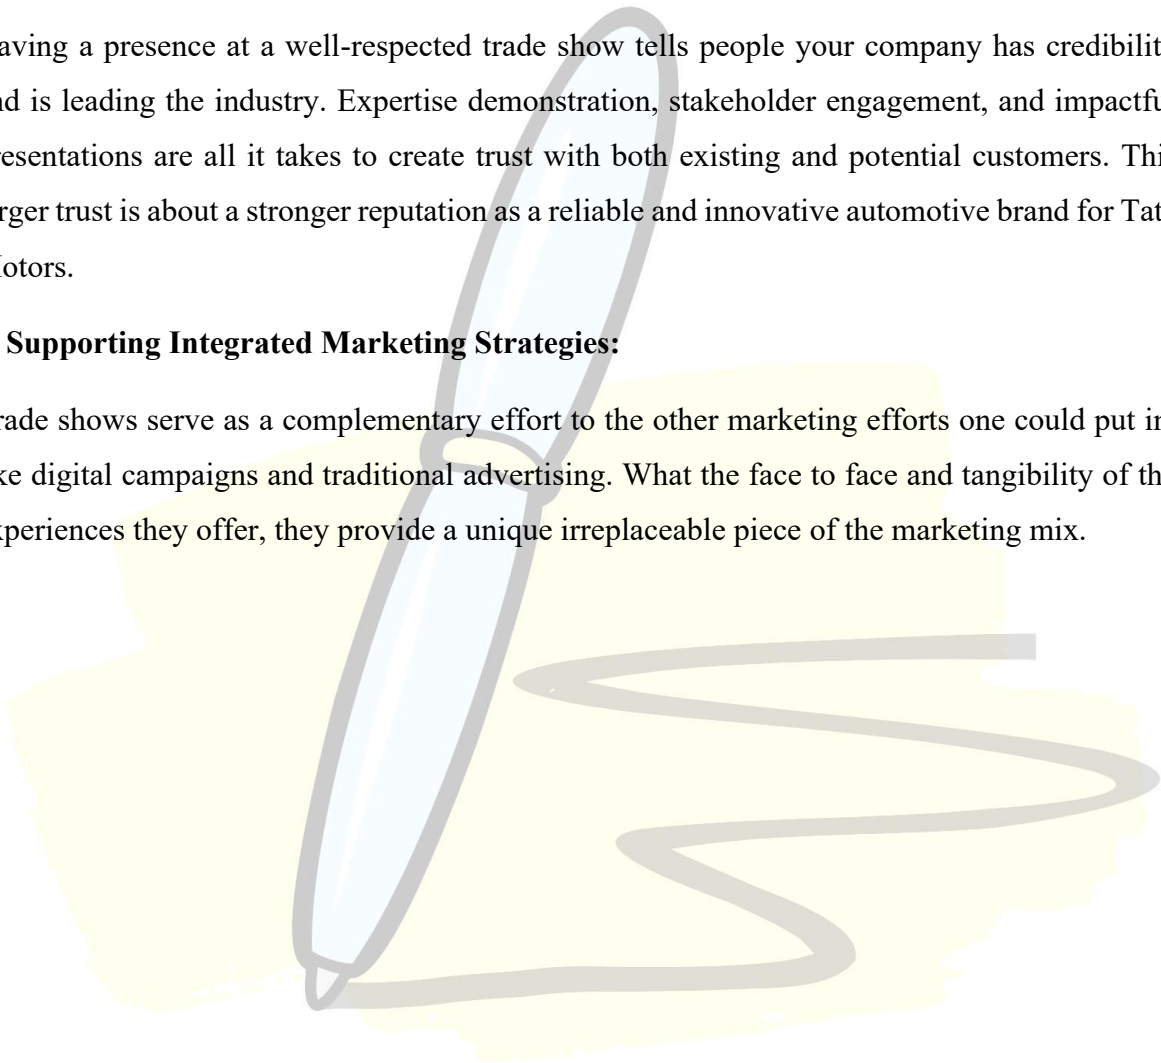 aving a presence at a well-respected trade show tells people your company has credibilit
nd is leading the industry. Expertise demonstration, stakeholder engagement, and impactfu
resentations are all it takes to create trust with both existing and potential customers. Thi
rger trust is about a stronger reputation as a reliable and innovative automotive brand for Tat
otors.
Supporting Integrated Marketing Strategies:
rade shows serve as a complementary effort to the other marketing efforts one could put in
ke digital campaigns and traditional advertising. What the face to face and tangibility of th
xperiences they offer, they provide a unique irreplaceable piece of the marketing mix.